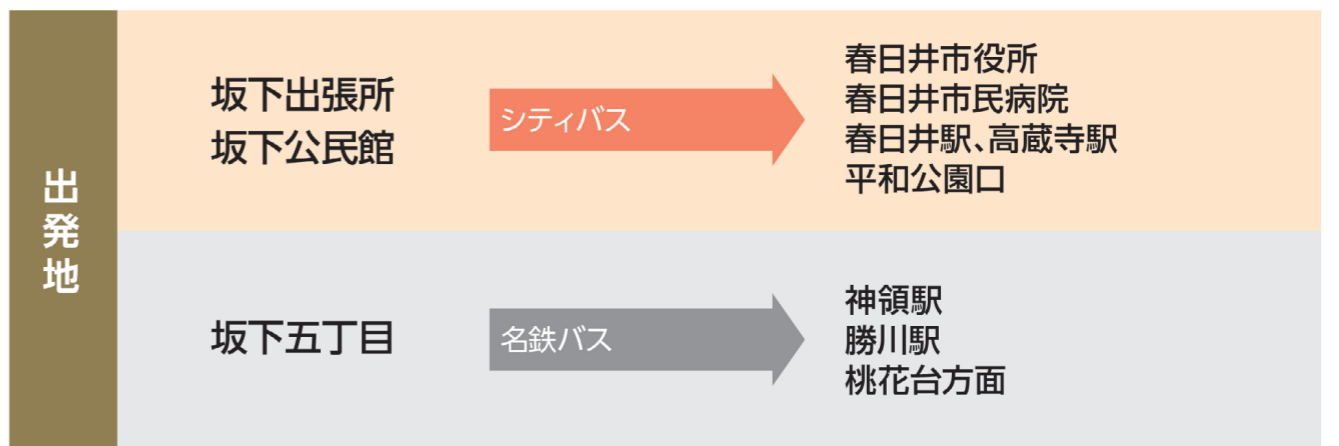 出発地
坂下出張所
坂下公民館
シティバス
春日井市役所
春日井市民病院
春日井駅、高蔵寺駅
平和公園口
坂下五丁目
名鉄バス
神領駅
勝川駅
桃花台方面